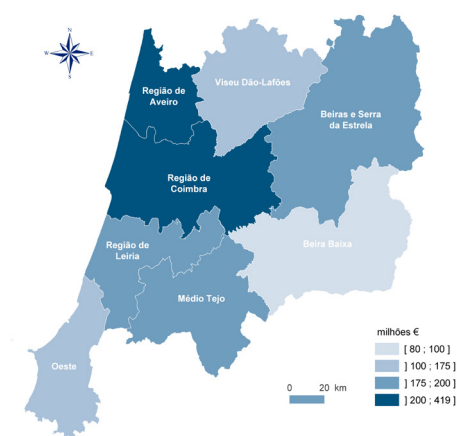 N
W
E
S
Viseu Dão-Lafões
Região de
Aveiro
Beiras e Serra
da Estrela
Região de
Coimbra
Região de
Leiria
Beira Baixa
Médio Tejo
Oeste
milhões €
[ 80 ; 100 ]
] 100 ; 175 ]
] 175 ; 200 ]
] 200 ; 419 ]
0 20 km